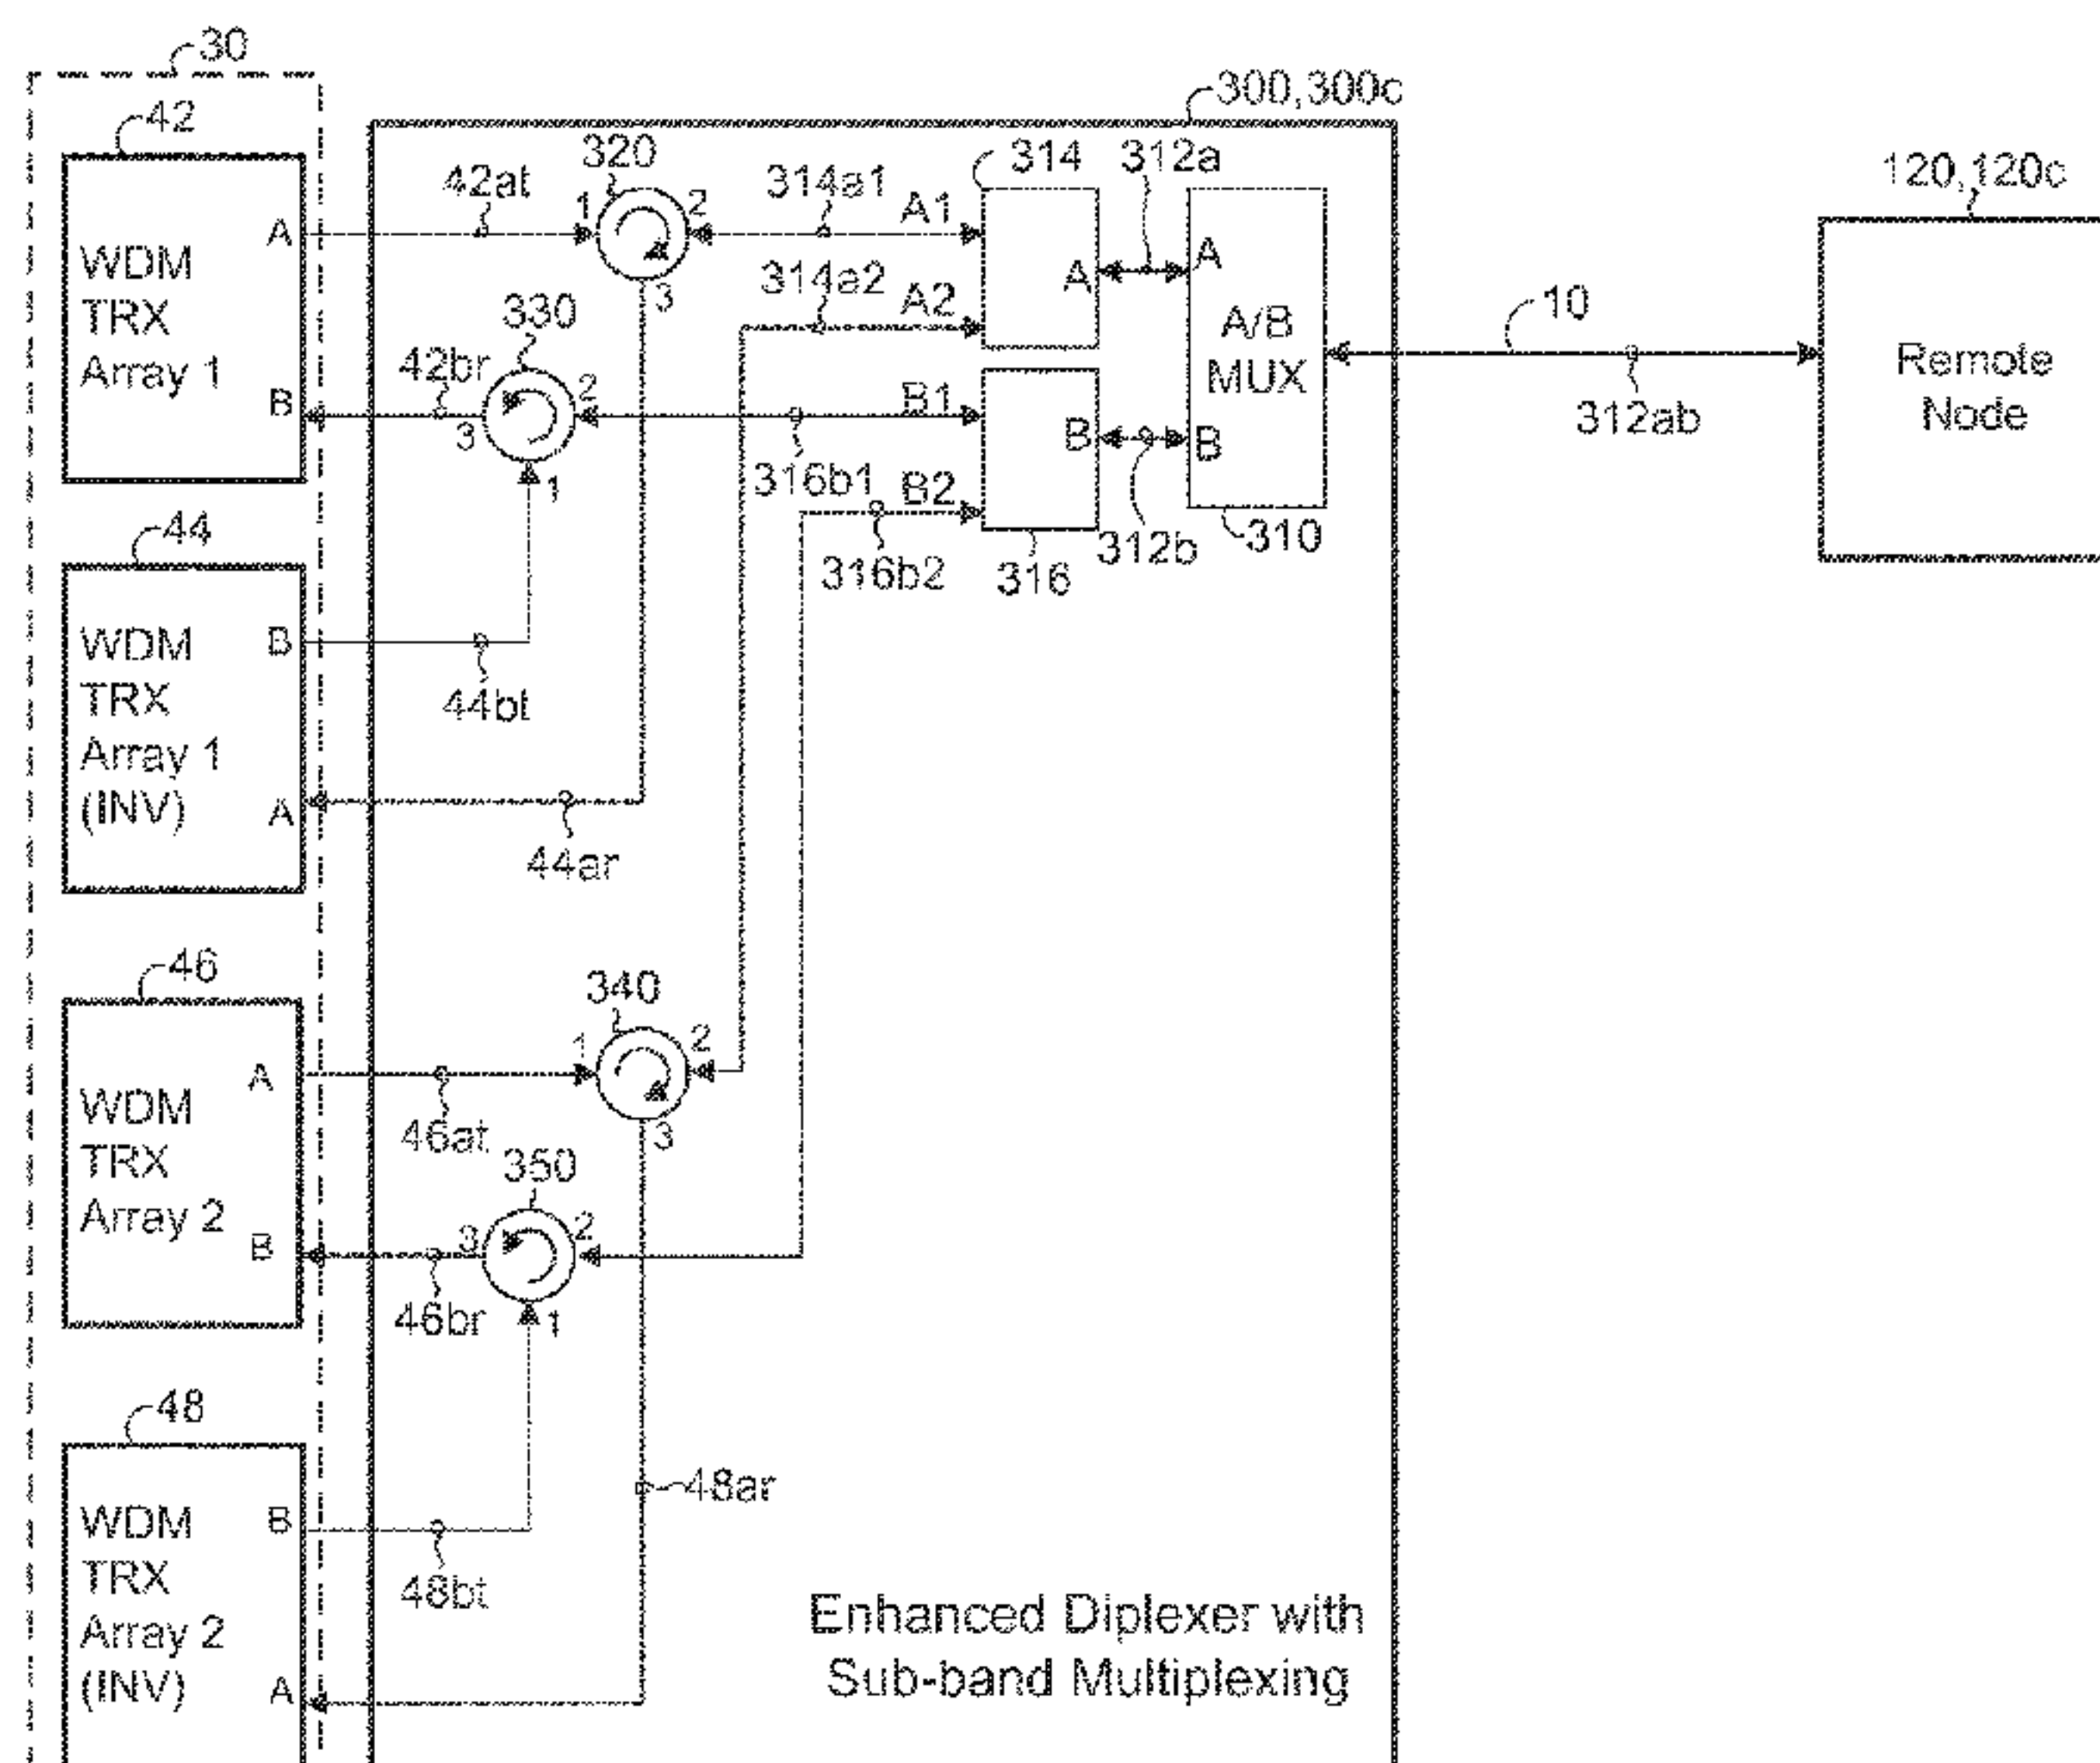 30
300,300c
42
320
314
312a
120,120c
42at
314a1
A1
1
2
A
WDM
TRX
Array 1
B
3
314a2
A2
A
A
A/B
MUX
B
10
312ab
Remote
Node
330
42br
2
3
1
B1
B
316b1
B2
316b2
316
312b
310
44
WDM
TRX
Array 1
(INV)
B
A
44bt
44ar
46
340
1
2
3
WDM
TRX
Array 2
A
B
46at
350
3
2
1
46br
48
WDM
TRX
Array 2
(INV)
B
A
48ar
48bt
Enhanced Diplexer with
Sub-band Multiplexing